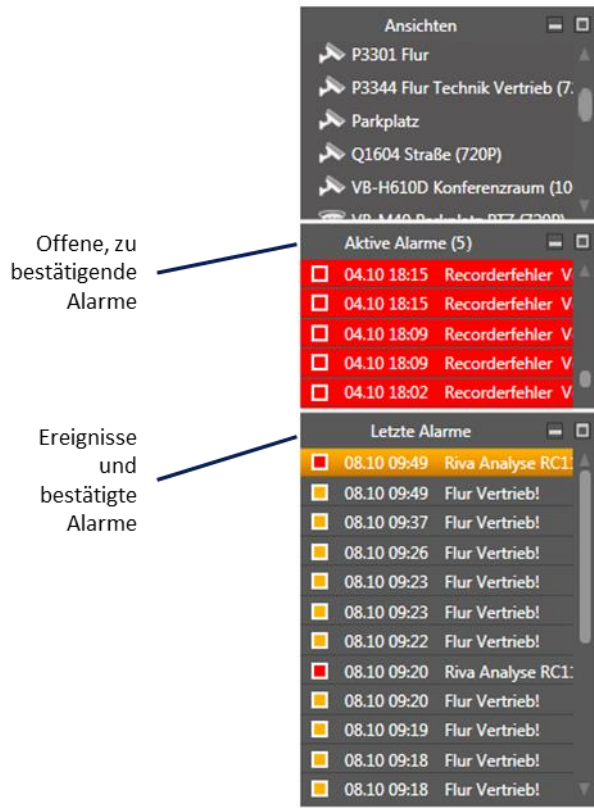 Ansichten
P3301 Flur
P3344 Flur Technik Vertrieb (7
Parkplatz
Q1604 Straße (720P)
VB-H610D Konferenzraum (10
VB-M40 Parkplatz PTZ (720P)
Offene, zu
bestätigende
Alarme
Aktive Alarme (5)
04.10 18:15 Recorderfehler V
04.10 18:15 Recorderfehler V
04.10 18:09 Recorderfehler V
04.10 18:09 Recorderfehler V
04.10 18:02 Recorderfehler V
Ereignisse
und
bestätigte
Alarme
Letzte Alarme
08.10 09:49 Riva Analyse RC1
08.10 09:49 Flur Vertrieb!
08.10 09:37 Flur Vertrieb!
08.10 09:26 Flur Vertrieb!
08.10 09:23 Flur Vertrieb!
08.10 09:23 Flur Vertrieb!
08.10 09:22 Flur Vertrieb!
08.10 09:20 Riva Analyse RC1
08.10 09:20 Flur Vertrieb!
08.10 09:19 Flur Vertrieb!
08.10 09:18 Flur Vertrieb!
08.10 09:18 Flur Vertrieb!